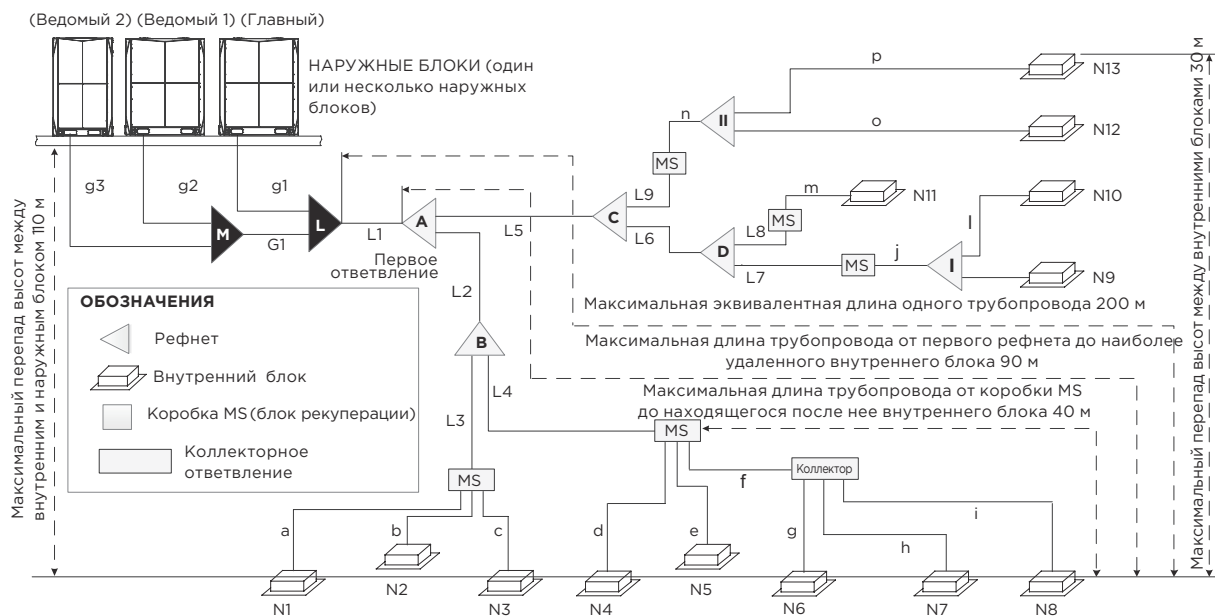 (Ведомый 2) (Ведомый 1) (Главный)
НАРУЖНЫЕ БЛОКИ (один
или несколько наружных
блоков)
g3
g2
g1
M
L
G1
L1
A
Первое
ответвление
L5
C
L9
L6
MS
n
II
p
N13
o
N12
D
L8
MS
m
N11
L7
MS
j
I
l
N10
N9
L2
B
L3
L4
Максимальная эквивалентная длина одного трубопровода 200 м
Максимальная длина трубопровода от первого рефнета до наиболее
удаленного внутреннего блока 90 м
Максимальная длина трубопровода от коробки MS
до находящегося после нее внутреннего блока 40 м
ОБОЗНАЧЕНИЯ
Рефнет
Внутренний блок
Коробка MS (блок рекуперации)
Коллекторное
ответвление
MS
MS
f
Коллектор
a
b
c
d
e
g
h
i
N1
N2
N3
N4
N5
N6
N7
N8
Максимальный перепад высот между
внутренним и наружным блоком 110 м
Максимальный перепад высот между внутренними блоками 30 м